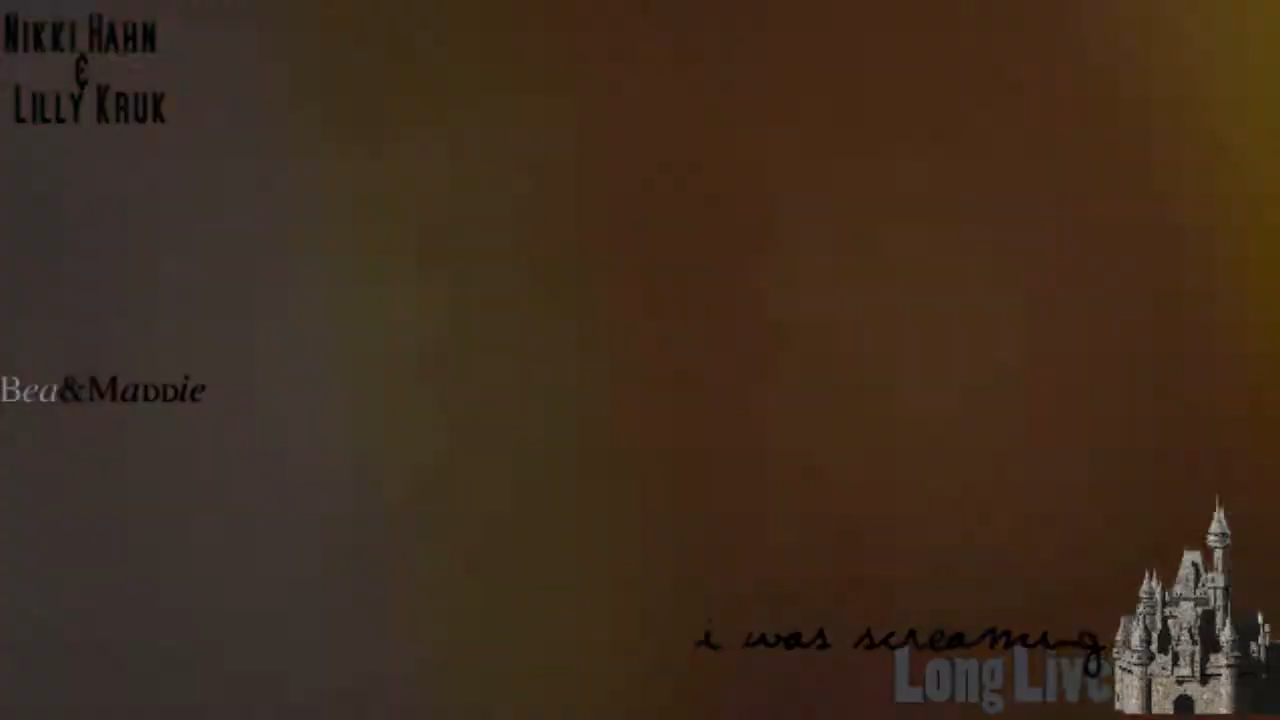 Nikki Hahn
&
Lilly Kruk
Bea&Maddie
i was screaming
Long Live